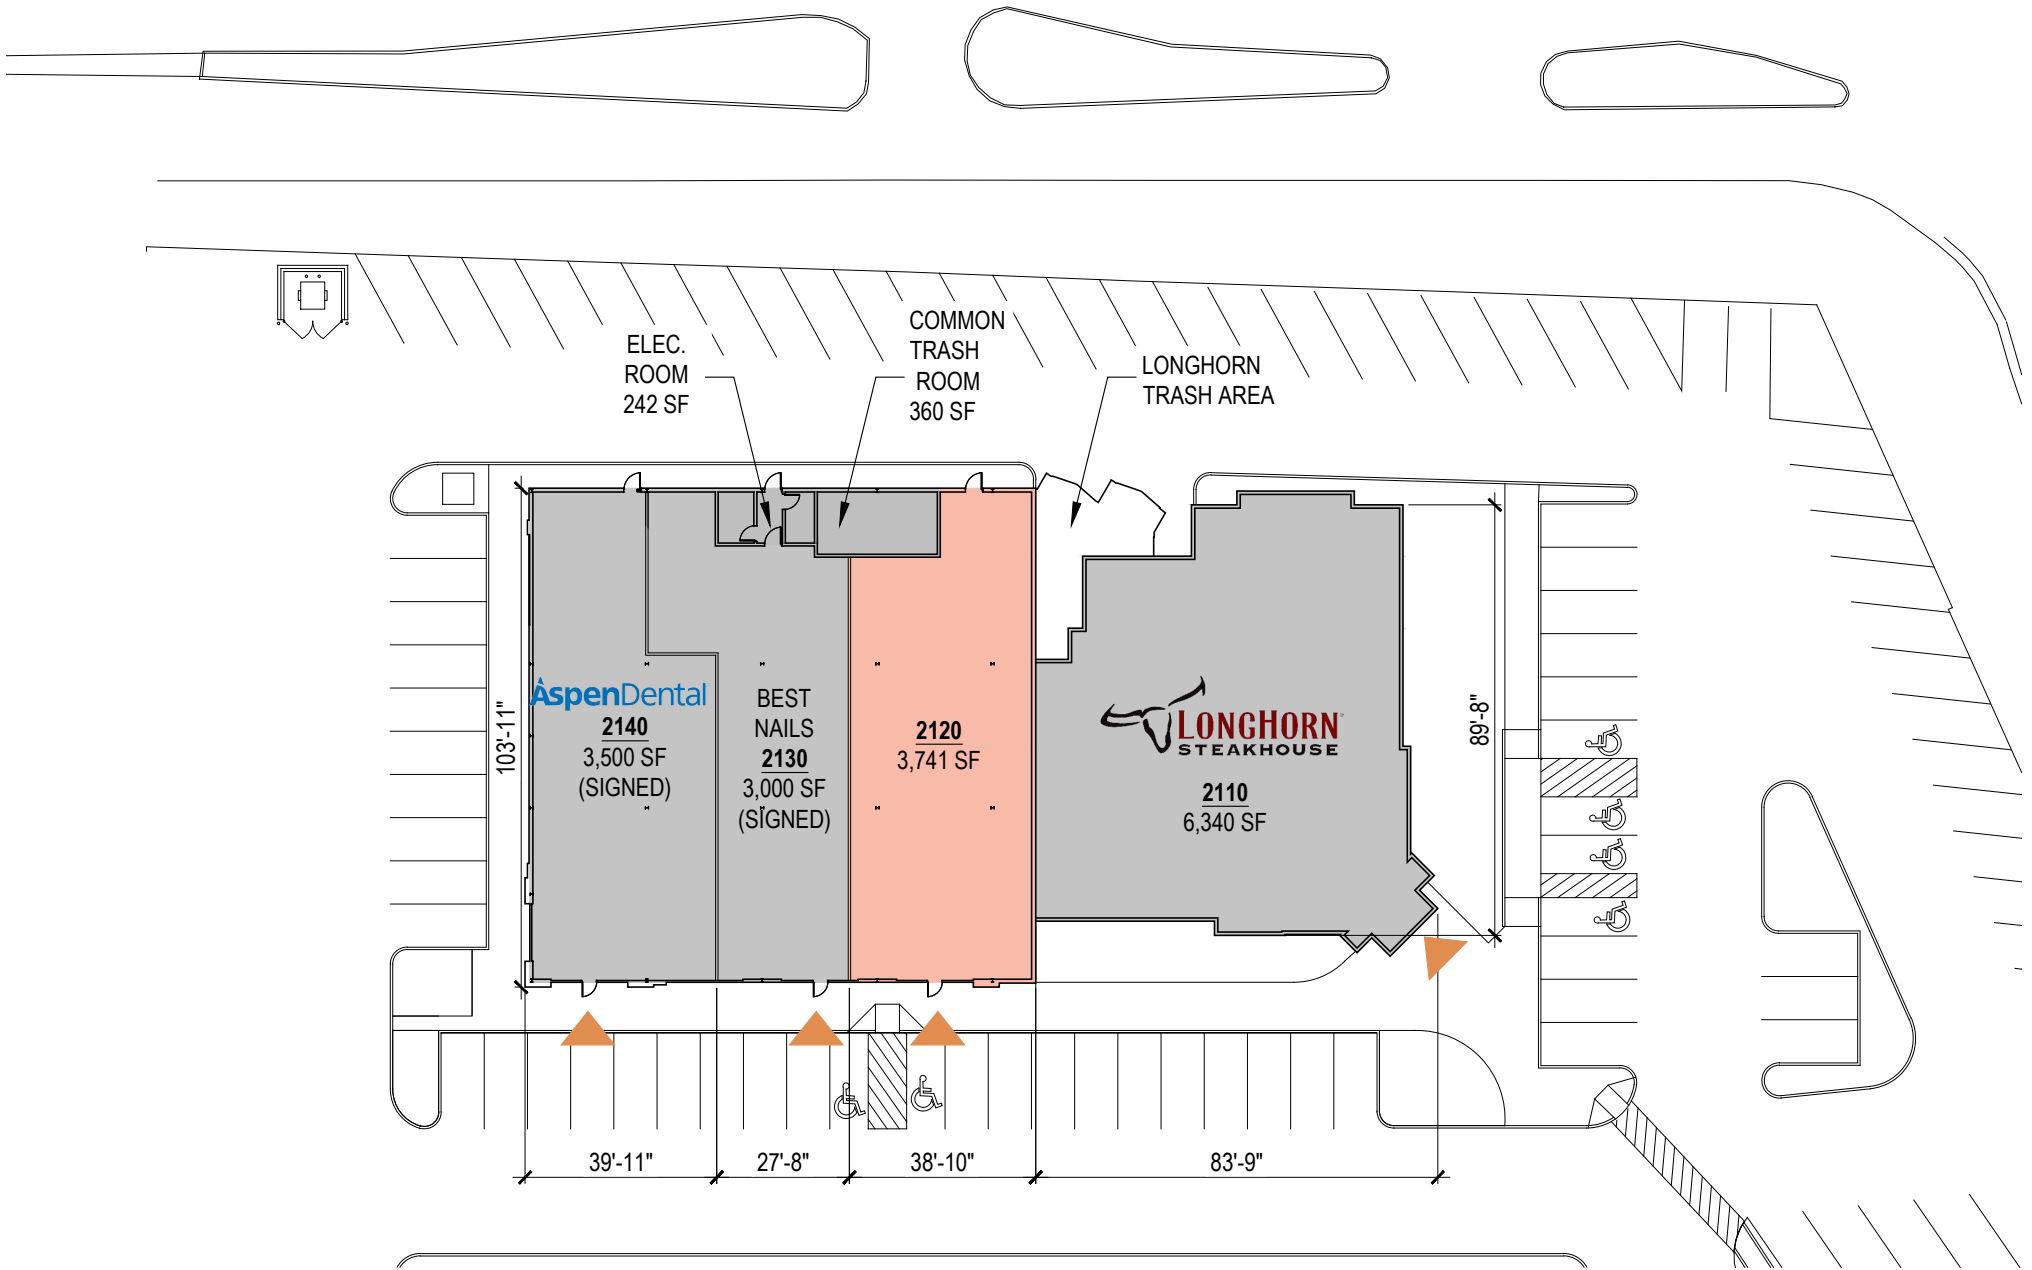 ELEC.
ROOM
242 SF
COMMON
TRASH
ROOM
360 SF
LONGHORN
TRASH AREA
103'-11"
AspenDental
2140
3,500 SF
(SIGNED)
BEST
NAILS
2130
3,000 SF
(SIGNED)
2120
3,741 SF
LONGHORN
STEAKHOUSE
2110
6,340 SF
89'-8"
39'-11"
27'-8"
38'-10"
83'-9"